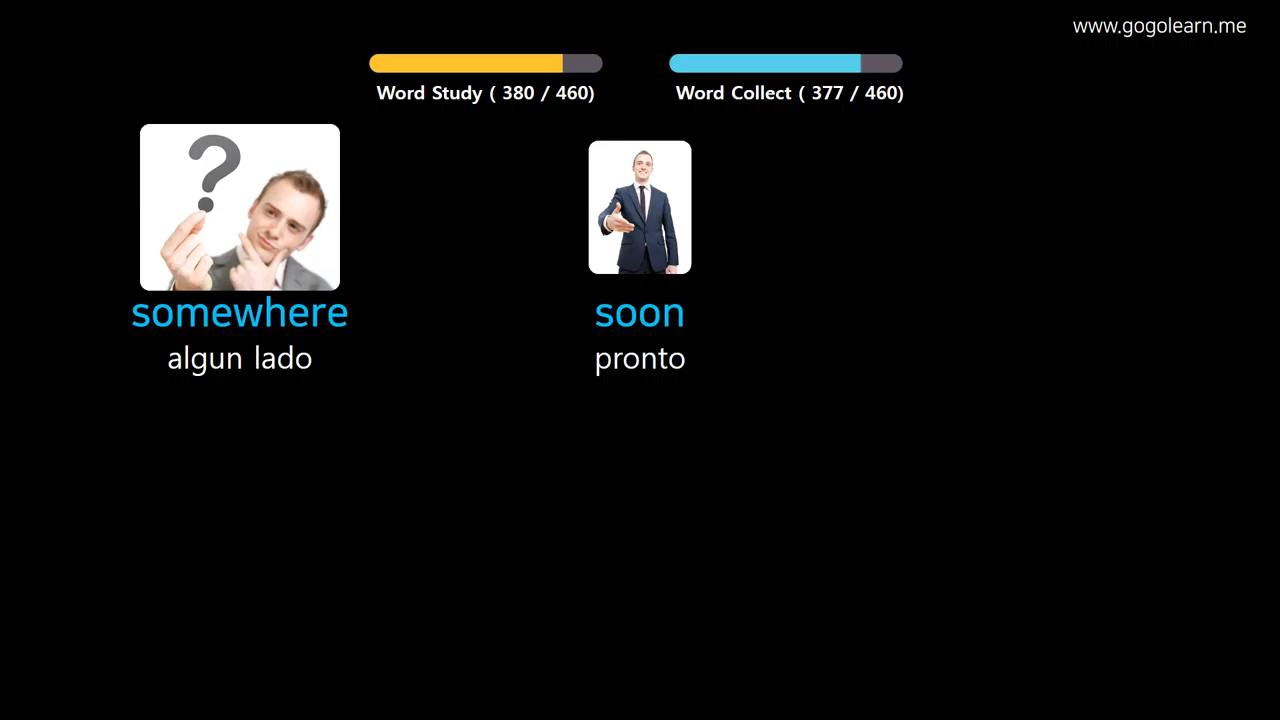 www.gogolearn.me
Word Study ( 380 / 460)
Word Collect ( 377 / 460)
?
somewhere
soon
algun lado
pronto